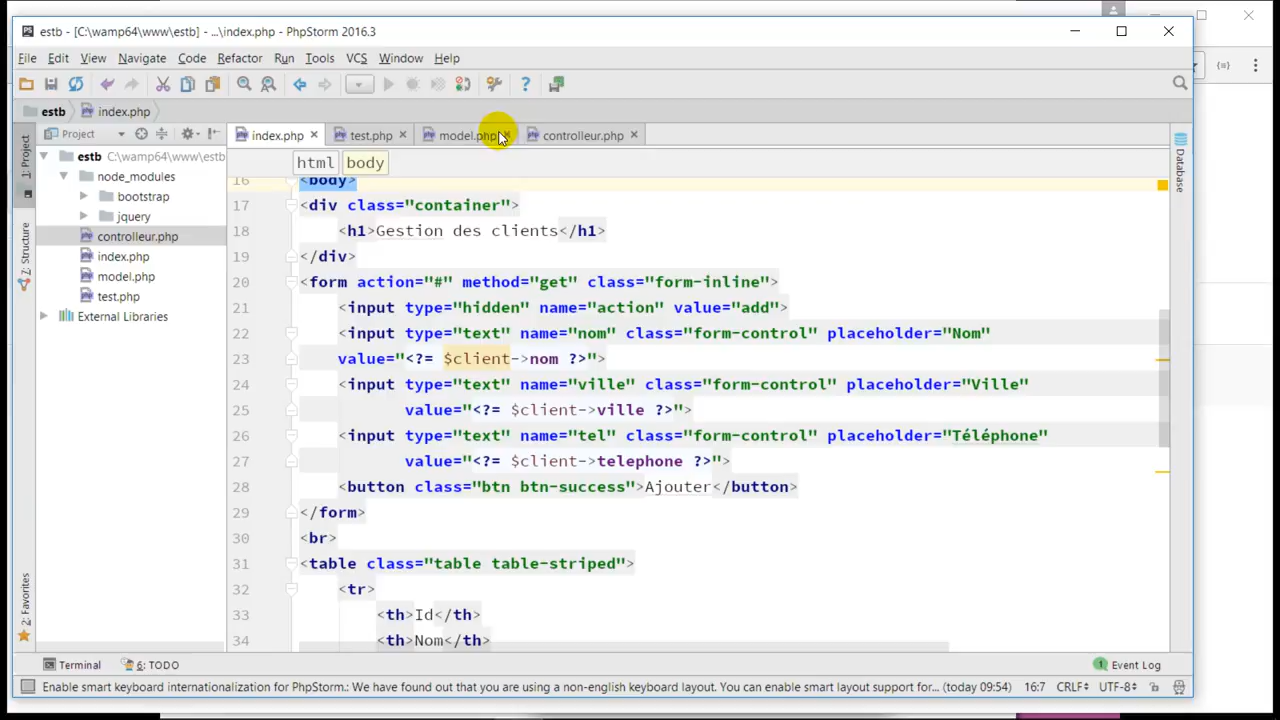 estb - [C:\wamp64\www\estb] - ...\index.php - PhpStorm 2016.3
File Edit View Navigate Code Refactor Run Tools VCS Window Help
estb index.php
Project
index.php test.php model.php controlleur.php
1: Project
Z: Structure
2: Favorites
Database
estb C:\wamp64\www\estb
node_modules
bootstrap
jquery
controlleur.php
index.php
model.php
test.php
External Libraries
html body
16 <body>
17 <div class="container">
18 <h1>Gestion des clients</h1>
19 </div>
20 <form action="#" method="get" class="form-inline">
21 <input type="hidden" name="action" value="add">
22 <input type="text" name="nom" class="form-control" placeholder="Nom"
23 value="<?= $client->nom ?>">
24 <input type="text" name="ville" class="form-control" placeholder="Ville"
25 value="<?= $client->ville ?>">
26 <input type="text" name="tel" class="form-control" placeholder="Téléphone"
27 value="<?= $client->telephone ?>">
28 <button class="btn btn-success">Ajouter</button>
29 </form>
30 <br>
31 <table class="table table-striped">
32 <tr>
33 <th>Id</th>
34 <th>Nom</th>
Terminal 6: TODO 1 Event Log
Enable smart keyboard internationalization for PhpStorm.: We have found out that you are using a non-english keyboard layout. You can enable smart layout support for... (today 09:54) 16:7 CRLF UTF-8